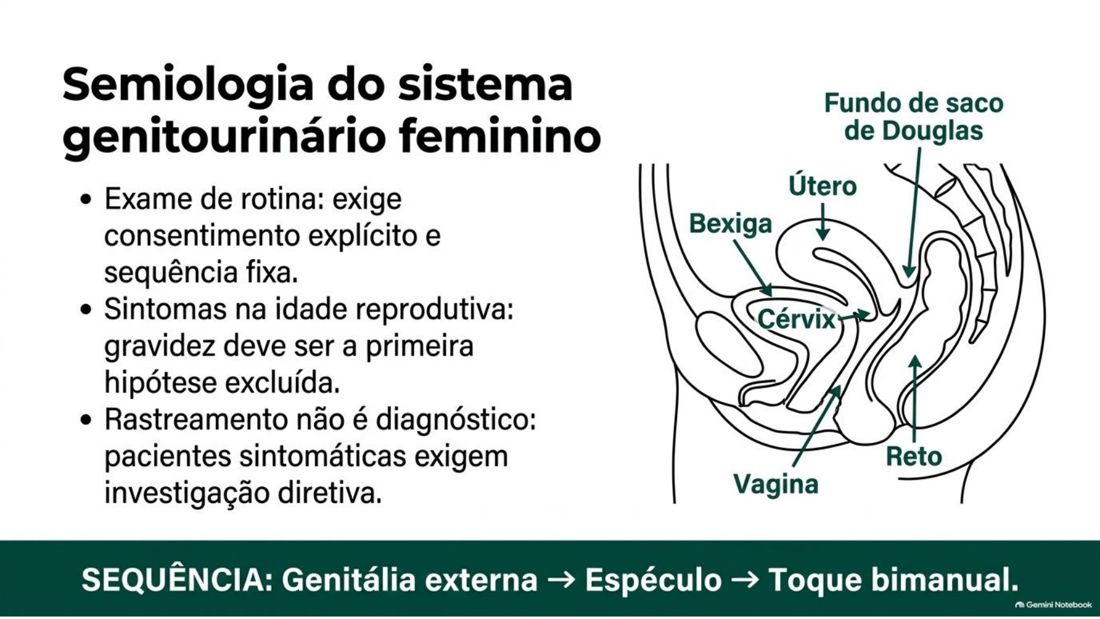 Semiologia do sistema
genitourinário feminino
• Exame de rotina: exige
consentimento explícito e
sequência fixa.
• Sintomas na idade reprodutiva:
gravidez deve ser a primeira
hipótese excluída.
• Rastreamento não é diagnóstico:
pacientes sintomáticas exigem
investigação diretiva.
Fundo de saco
de Douglas
Útero
Bexiga
Cérvix
Reto
Vagina
SEQUÊNCIA: Genitália externa → Espéculo → Toque bimanual.
Gemini Notebook